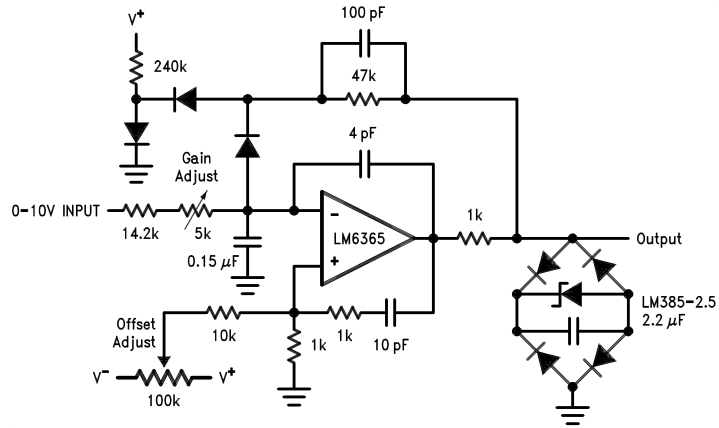 100 pF
V+
240k
47k
4 pF
Gain
Adjust
0-10V INPUT
14.2k
5k
0.15 μF
−
LM6365
+
1k
Output
LM385-2.5
2.2 μF
Offset
Adjust
10k
1k
1k
10 pF
V−
V+
100k